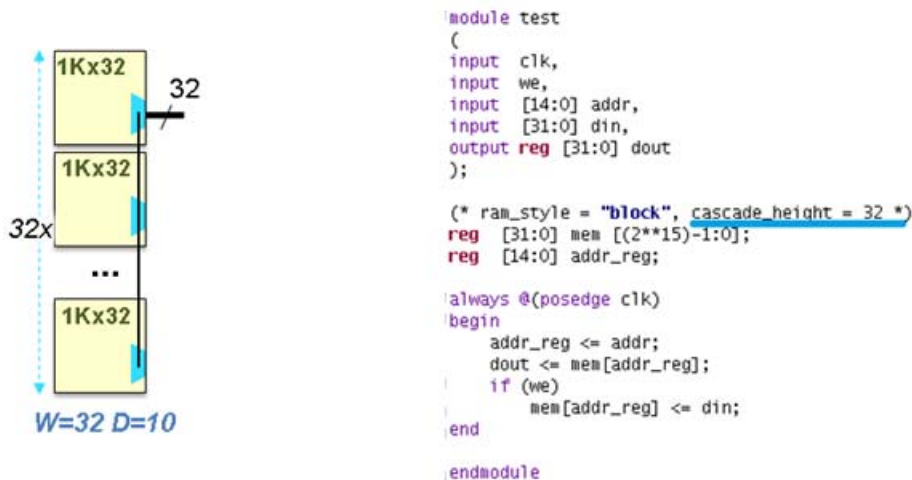 1Kx32
32
1Kx32
32x
...
1Kx32
W=32 D=10
module test
(
input clk,
input we,
input [14:0] addr,
input [31:0] din,
output reg [31:0] dout
);
(* ram_style = "block", cascade_height = 32 *)
reg [31:0] mem [(2**15)-1:0];
reg [14:0] addr_reg;
always @(posedge clk)
begin
addr_reg <= addr;
dout <= mem[addr_reg];
if (we)
mem[addr_reg] <= din;
end
endmodule